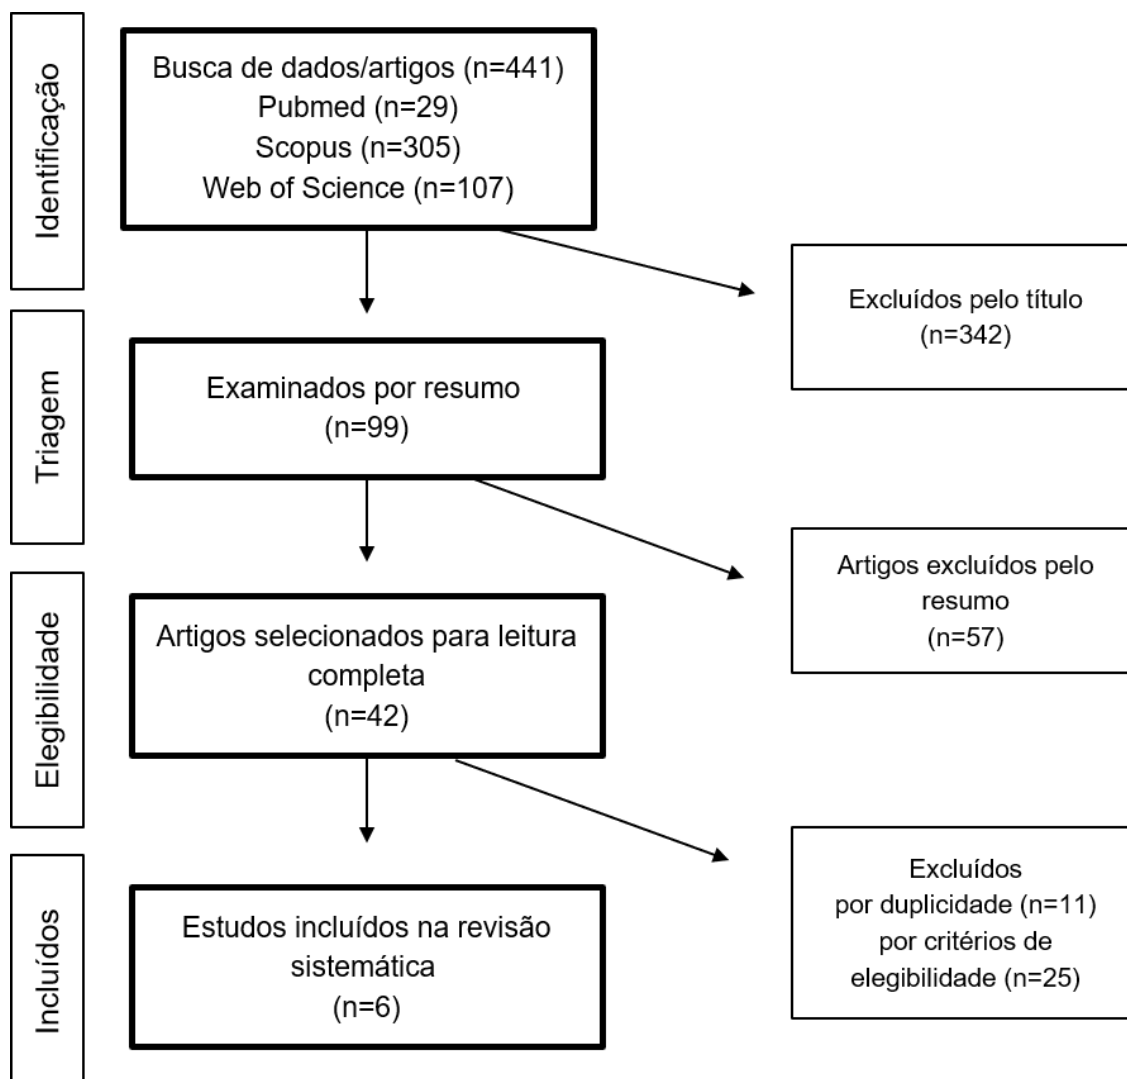 Identificação
Busca de dados/artigos (n=441)
Pubmed (n=29)
Scopus (n=305)
Web of Science (n=107)
Excluídos pelo título
(n=342)
Triagem
Examinados por resumo
(n=99)
Artigos excluídos pelo
resumo
(n=57)
Elegibilidade
Artigos selecionados para leitura
completa
(n=42)
Excluídos
por duplicidade (n=11)
por critérios de
elegibilidade (n=25)
Incluídos
Estudos incluídos na revisão
sistemática
(n=6)